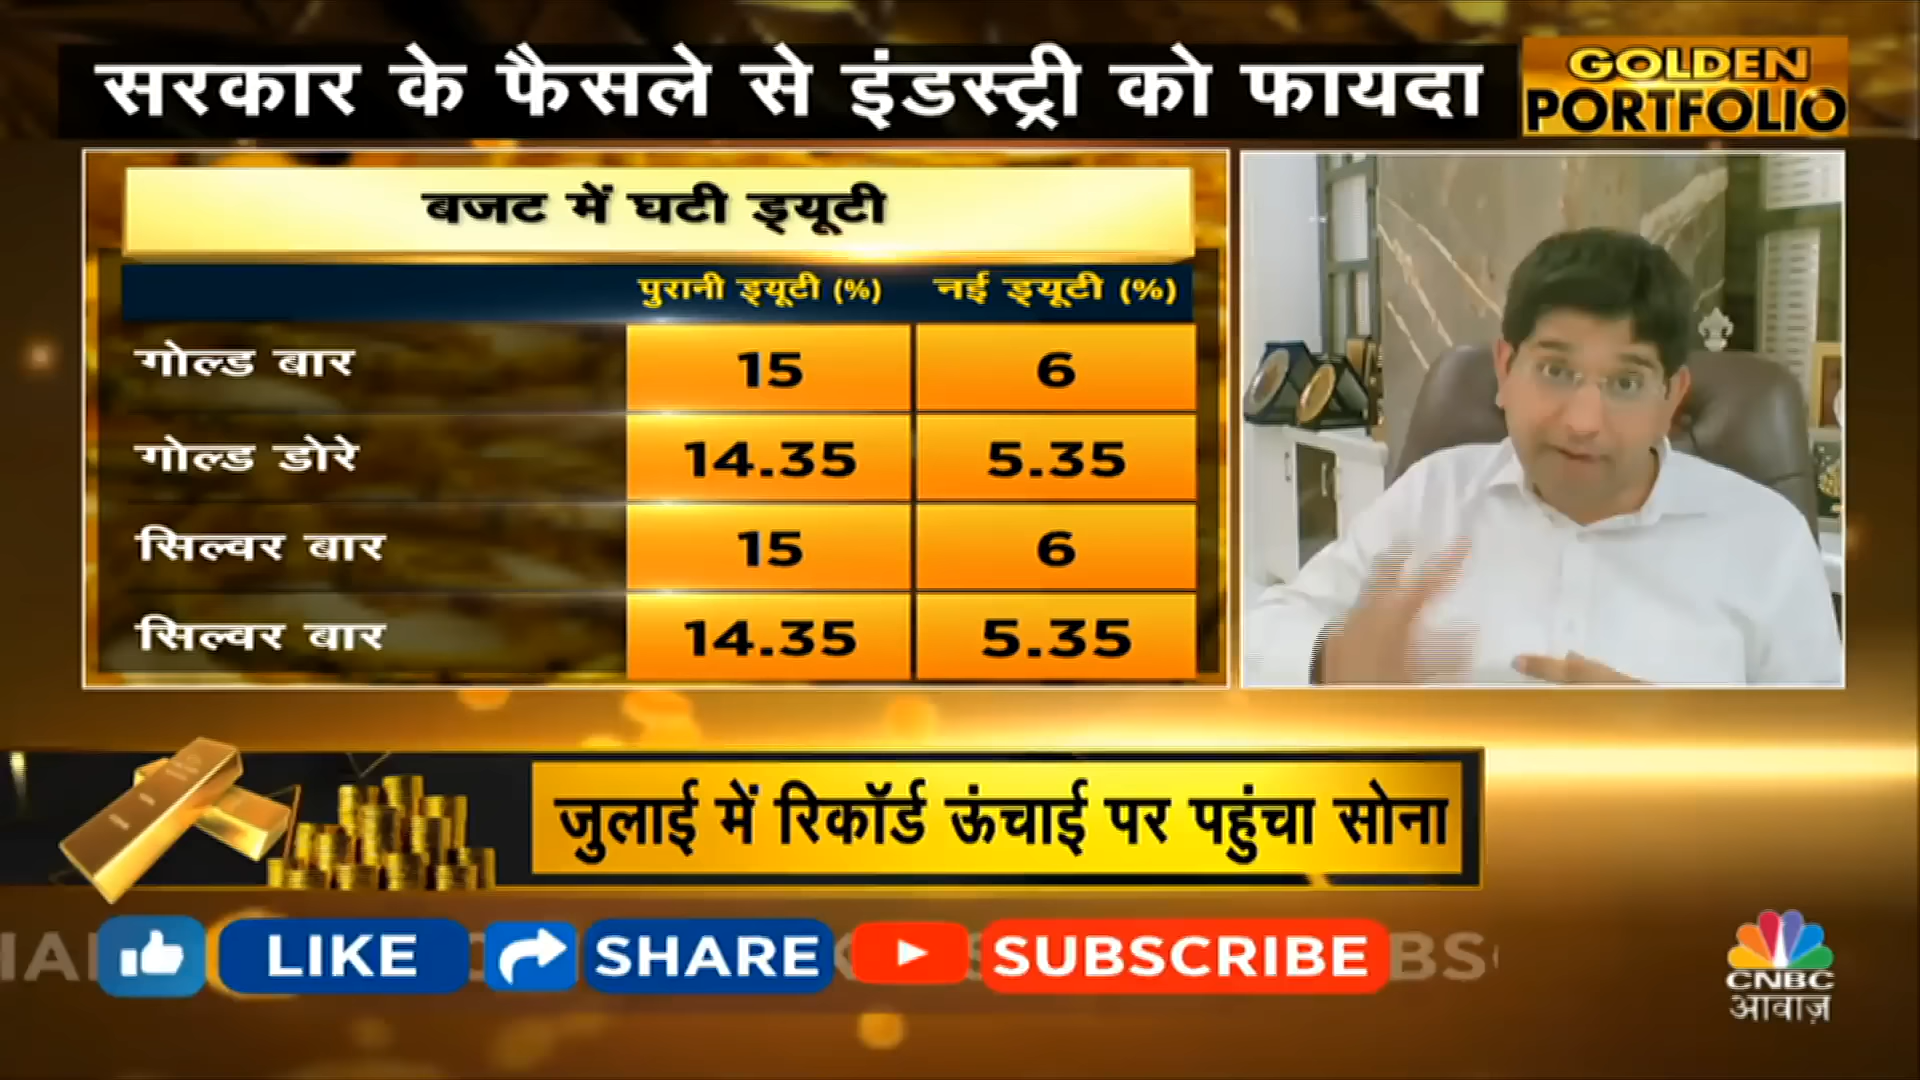 सरकार के फैसले से इंडस्ट्री को फायदा
GOLDEN
PORTFOLIO
बजट में घटी ड्यूटी
पुरानी ड्यूटी (%) नई ड्यूटी (%)
गोल्ड बार 15 6
गोल्ड डोरे 14.35 5.35
सिल्वर बार 15 6
सिल्वर बार 14.35 5.35
जुलाई में रिकॉर्ड ऊंचाई पर पहुंचा सोना
LIKE SHARE SUBSCRIBE
CNBC
आवाज़